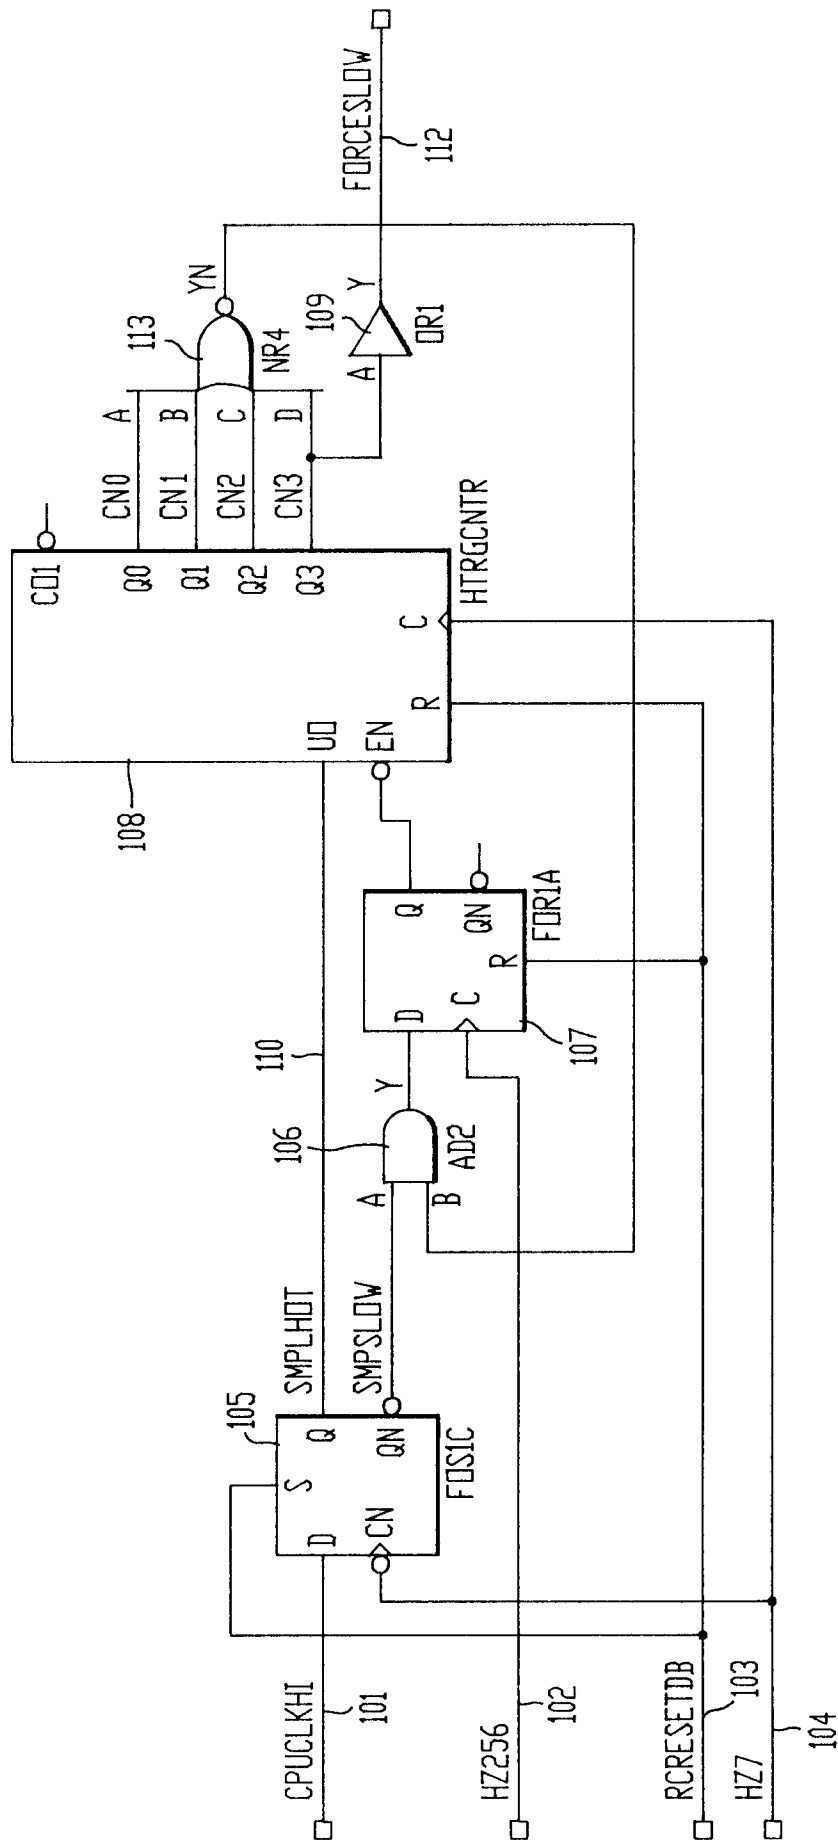 108
CO1
CN0
A
Q0
113
CN1
B
Q1
YN
CN2
C
Q2
NR4
CN3
D
Q3
109
A
Y
OR1
FORCESLOW
112
UD
EN
R
C
HTRGCNTR
CPUCLKHI
101
105
S
D
Q
CN
QN
FDS1C
SMPLHOT
110
SMPSLOW
106
A
B
Y
AD2
D
Q
C
QN
R
FDR1A
107
HZ256
102
RCRESETDB
103
HZ7
104